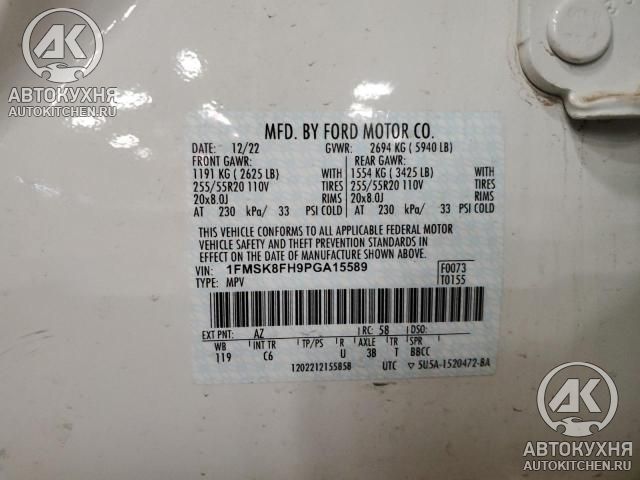 АВТОКУХНЯ
AUTOKITCHEN.RU
АВТОКУХНЯ
AUTOKITCHEN.RU
MFD. BY FORD MOTOR CO.
DATE: 12/22 GVWR: 2694 KG ( 5940 LB)
FRONT GAWR: REAR GAWR:
1191 KG ( 2625 LB) WITH 1554 KG ( 3425 LB) WITH
255/55R20 110V TIRES 255/55R20 110V TIRES
20x8.0J RIMS 20x8.0J RIMS
AT 230 kPa/ 33 PSI COLD AT 230 kPa/ 33 PSI COLD
THIS VEHICLE CONFORMS TO ALL APPLICABLE FEDERAL MOTOR
VEHICLE SAFETY AND THEFT PREVENTION STANDARDS IN
EFFECT ON THE DATE OF MANUFACTURE SHOWN ABOVE.
VIN: 1FMSK8FH9PGA15589 F0073
TYPE: MPV T0155
EXT PNT: AZ RC: 58 DSO:
WB INT TR TP/PS R AXLE TR SPR
119 C6 U 3B T BBCC
1202212155858 UTC ▽ 5U5A-1520472-BA
АК
АВТОКУХНЯ
AUTOKITCHEN.RU